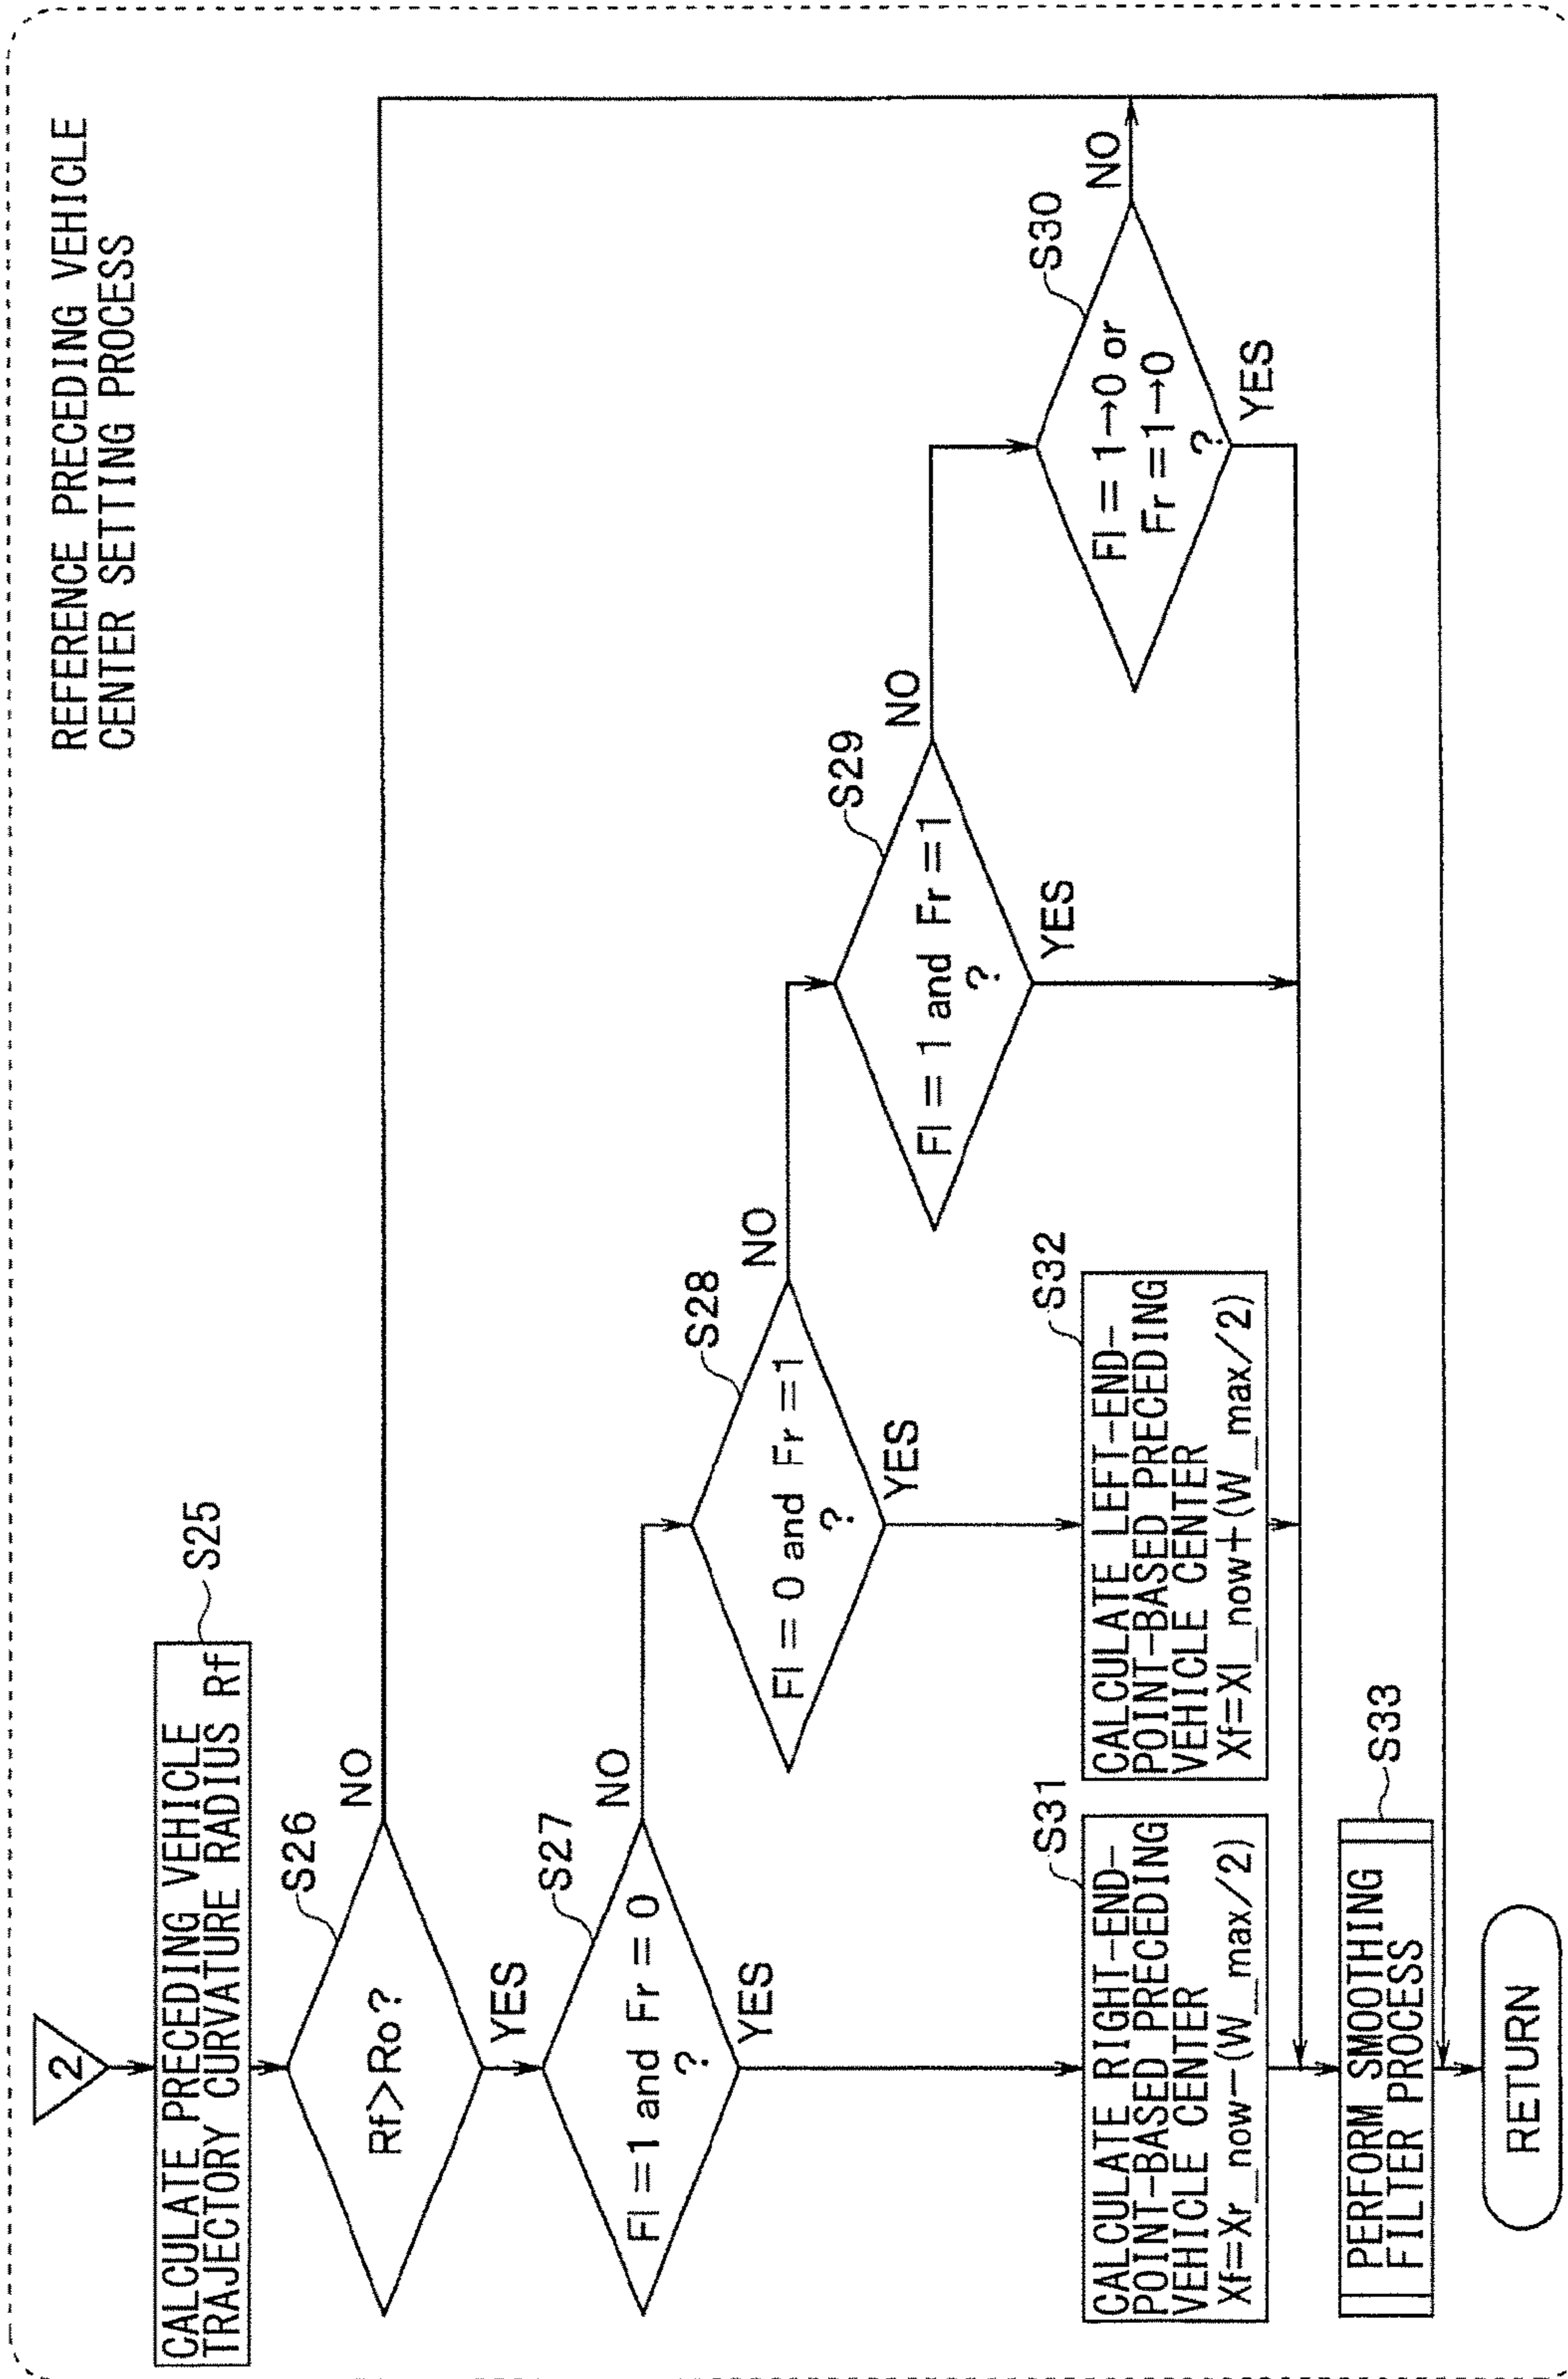 REFERENCE PRECEDING VEHICLE
CENTER SETTING PROCESS
2
CALCULATE PRECEDING VEHICLE
TRAJECTORY CURVATURE RADIUS Rf
S25
Rf>Ro?
S26
NO
YES
Fl=1 and Fr=0
?
S27
NO
YES
Fl=0 and Fr=1
?
S28
NO
YES
Fl=1 and Fr=1
?
S29
NO
YES
Fl=1→0 or
Fr=1→0
?
S30
NO
YES
CALCULATE RIGHT-END-
POINT-BASED PRECEDING
VEHICLE CENTER
Xf=Xr_now-(W_max/2)
S31
CALCULATE LEFT-END-
POINT-BASED PRECEDING
VEHICLE CENTER
Xf=Xl_now+(W_max/2)
S32
PERFORM SMOOTHING
FILTER PROCESS
S33
RETURN